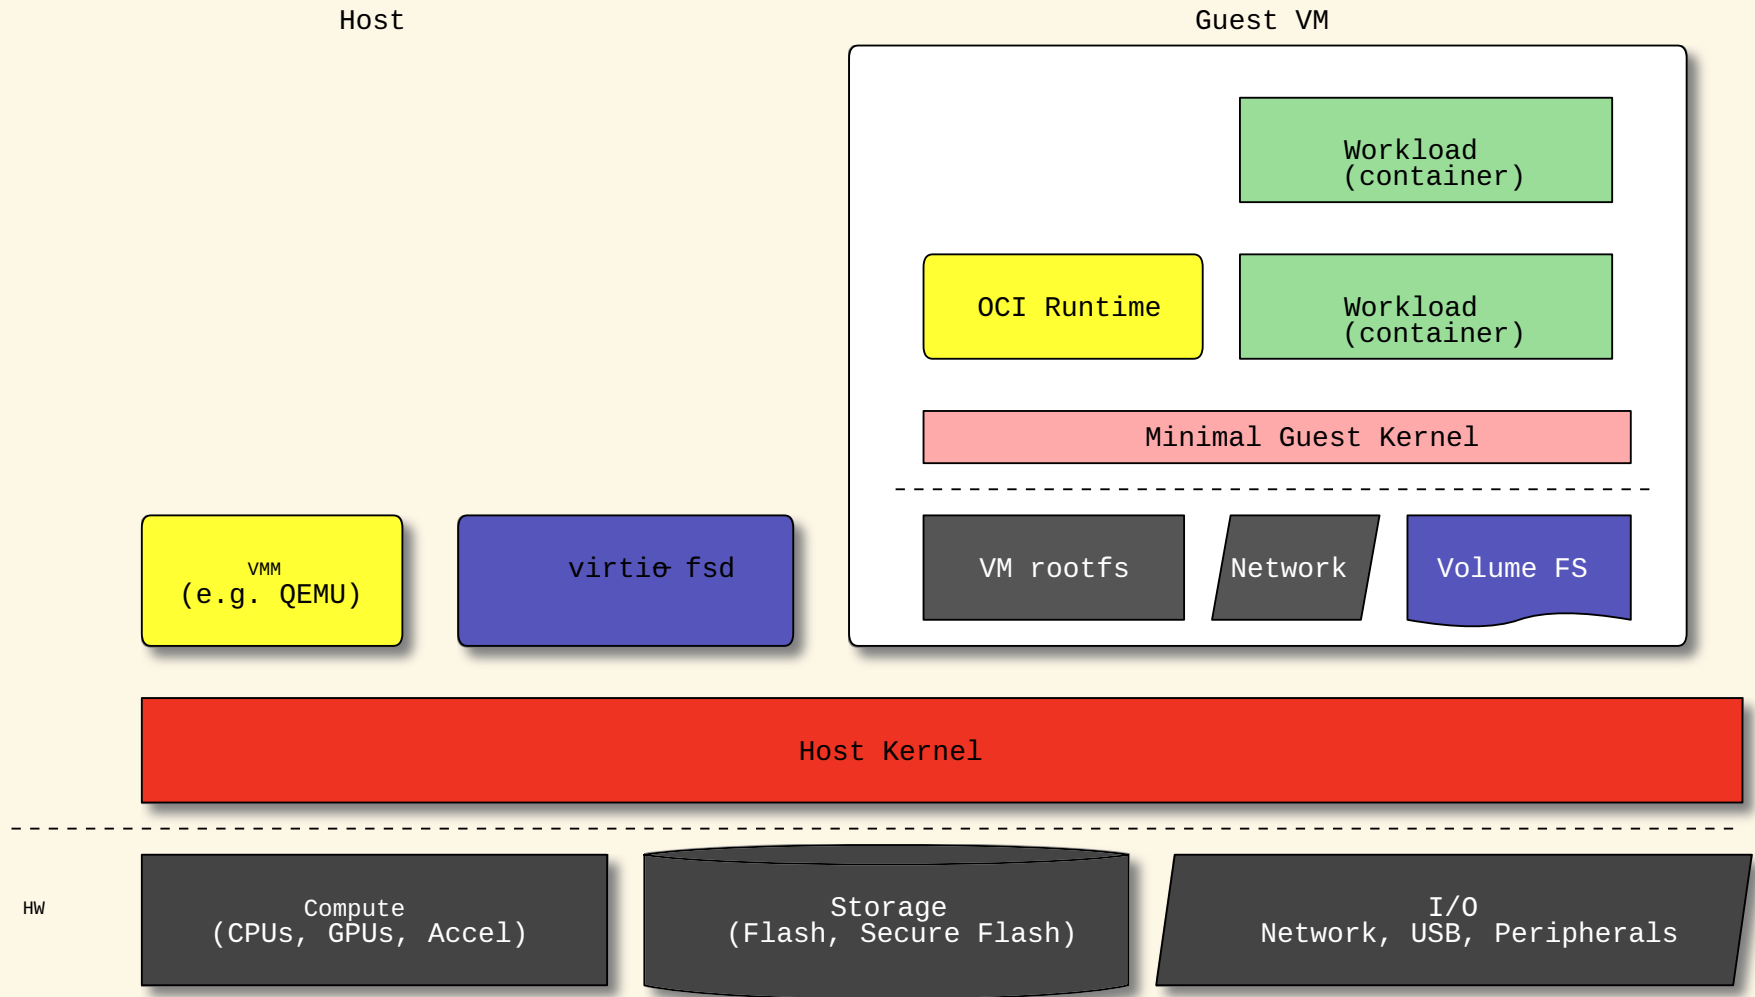 Host
Guest VM
Workload
(container)
OCI Runtime
Workload
(container)
Minimal Guest Kernel
VMM
(e.g. QEMU)
virtio-fsd
VM rootfs
Network
Volume FS
Host Kernel
HW
Compute
(CPUs, GPUs, Accel)
Storage
(Flash, Secure Flash)
I/O
Network, USB, Peripherals